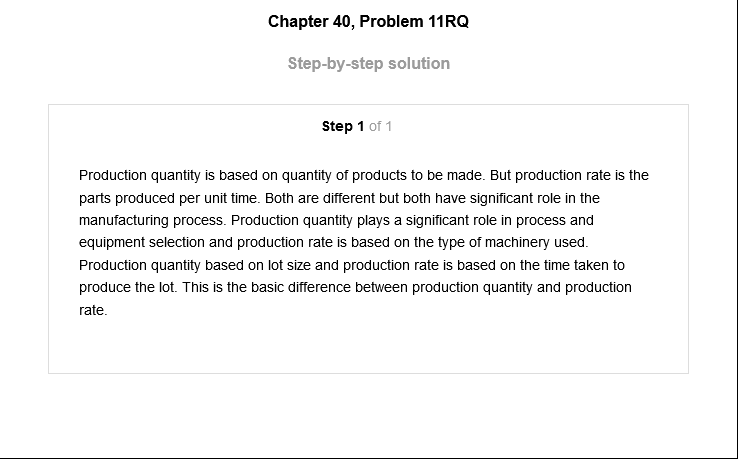 Chapter 40, Problem 11RQ
Step-by-step solution
Step 1 of 1
Production quantity is based on quantity of products to be made. But production rate is the
parts produced per unit time. Both are different but both have significant role in the
manufacturing process. Production quantity plays a significant role in process and
equipment selection and production rate is based on the type of machinery used.
Production quantity based on lot size and production rate is based on the time taken to
produce the lot. This is the basic difference between production quantity and production
rate.